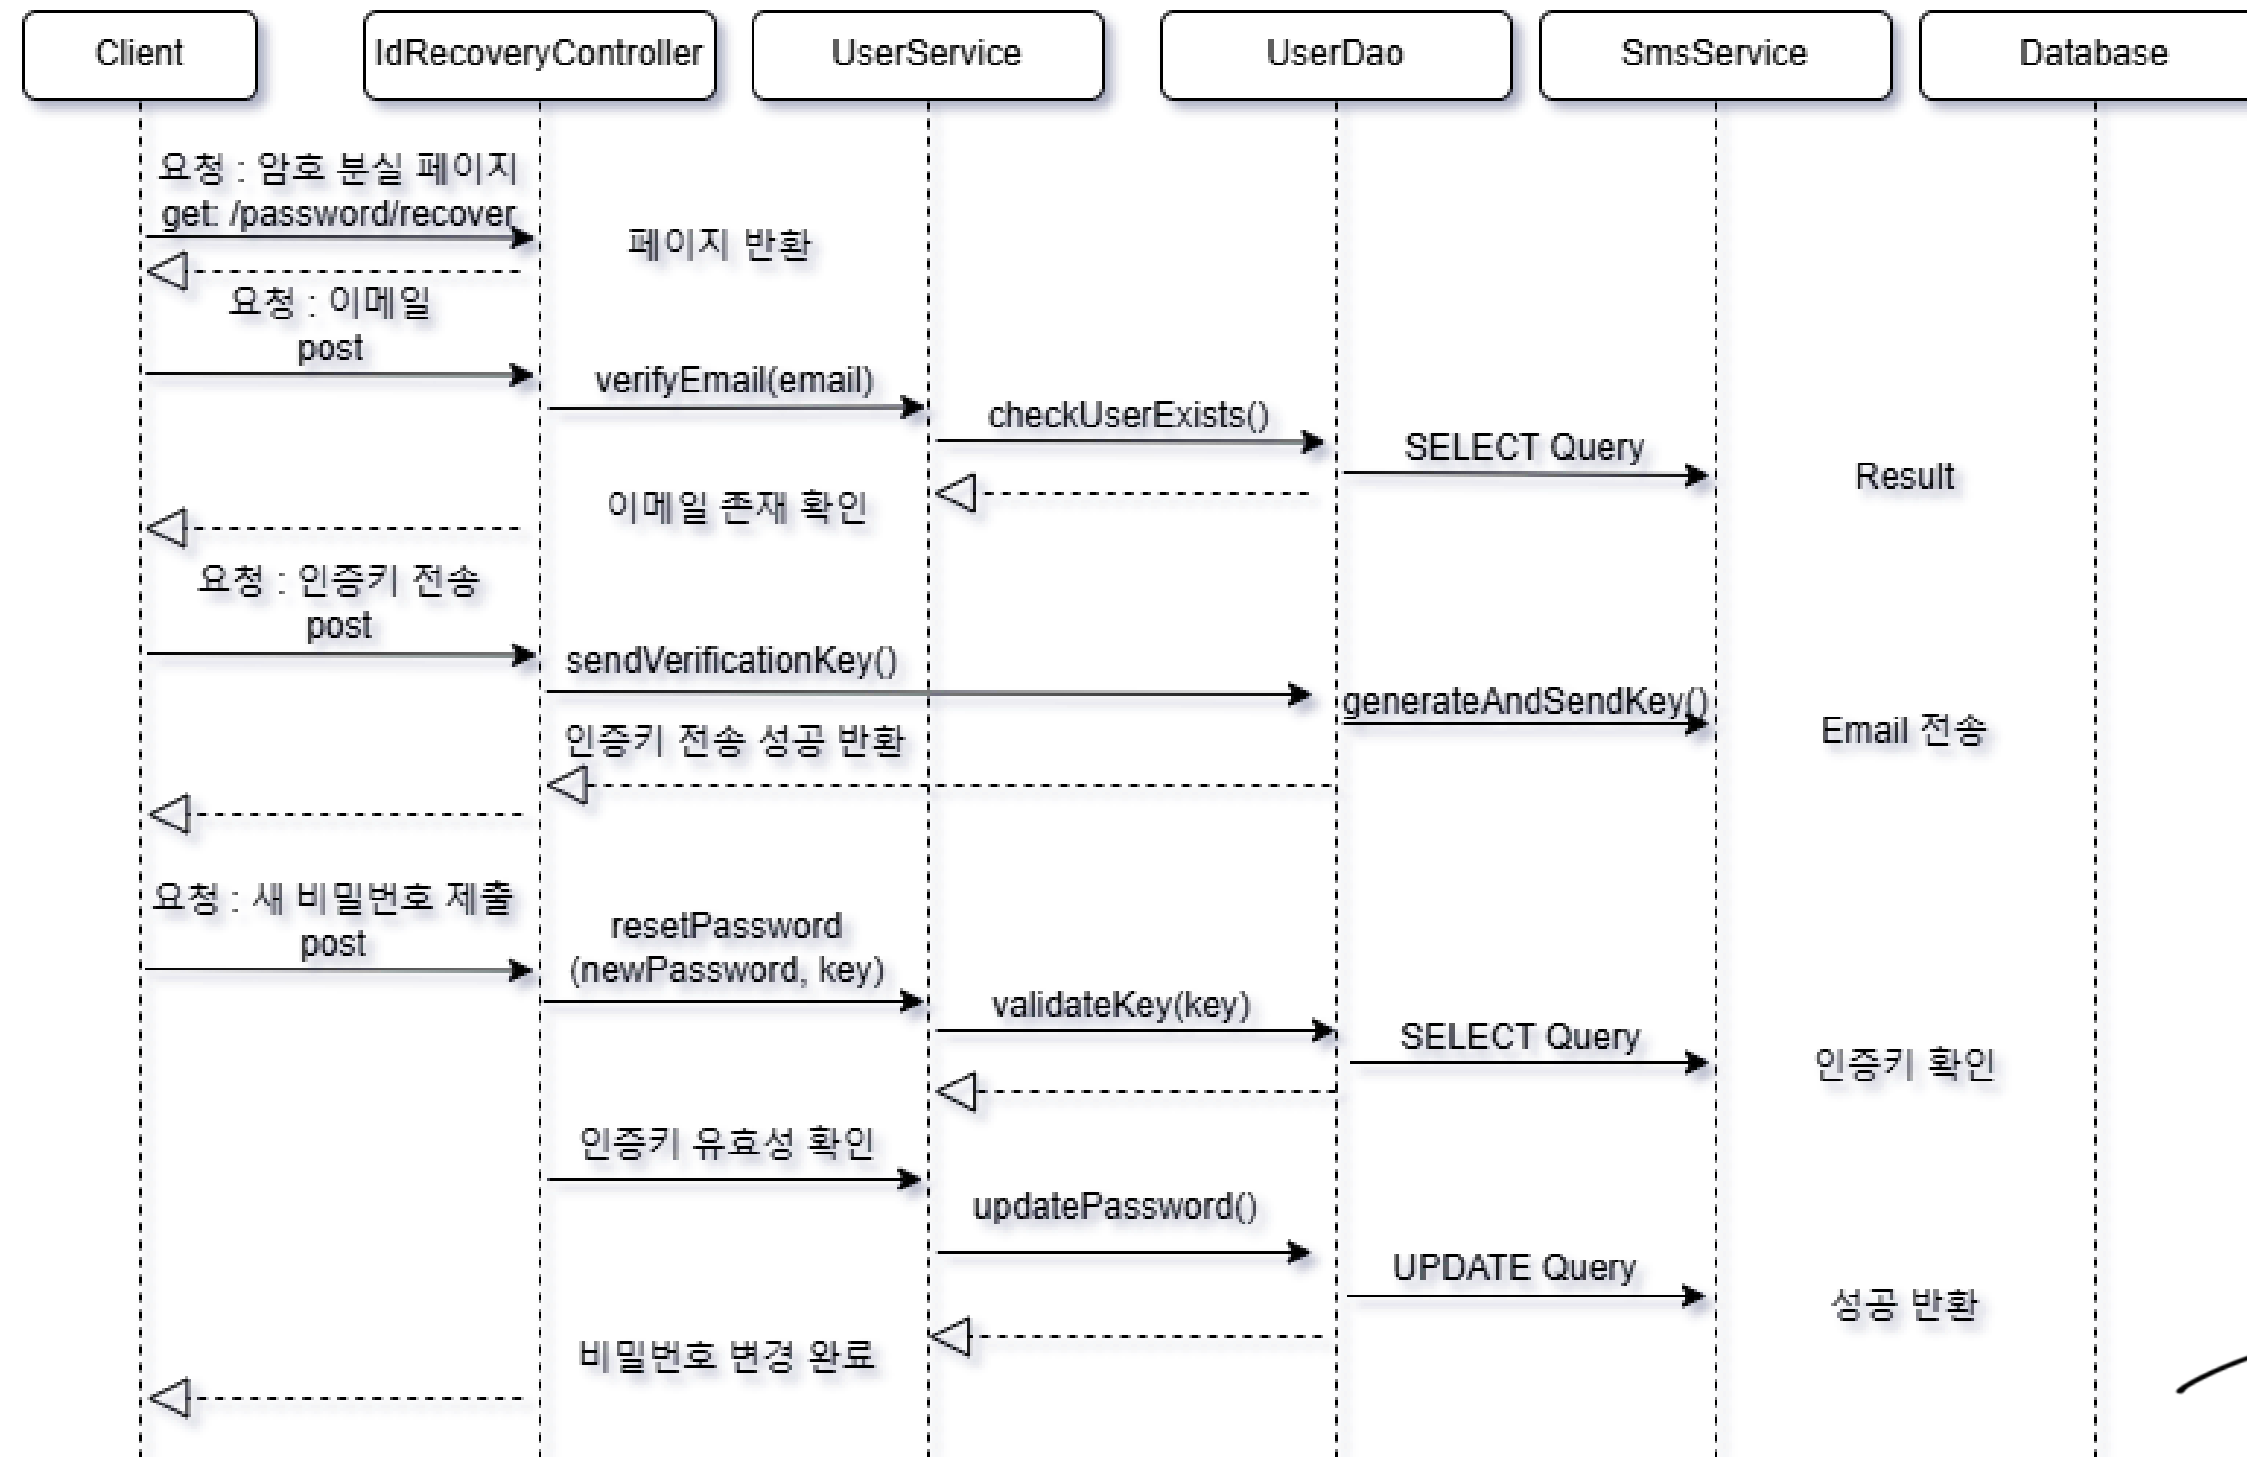 Client
IdRecoveryController
UserService
UserDao
SmsService
Database
요청 : 암호 분실 페이지
get: /password/recover
페이지 반환
요청 : 이메일
post
verifyEmail(email)
checkUserExists()
SELECT Query
Result
이메일 존재 확인
요청 : 인증키 전송
post
sendVerificationKey()
generateAndSendKey()
Email 전송
인증키 전송 성공 반환
요청 : 새 비밀번호 제출
post
resetPassword
(newPassword, key)
validateKey(key)
SELECT Query
인증키 확인
인증키 유효성 확인
updatePassword()
UPDATE Query
성공 반환
비밀번호 변경 완료